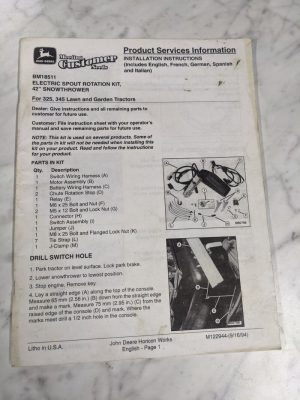 JOHN DEERE
Meeting
Customer
Needs
Product Services Information
INSTALLATION INSTRUCTIONS
(Includes English, French, German, Spanish
and Italian)
BM18511
ELECTRIC SPOUT ROTATION KIT,
42" SNOWTHROWER
For 325, 345 Lawn and Garden Tractors
Dealer: Give instructions and all remaining parts to
customer for future use.
Customer: File instruction sheet with your operator's
manual and save remaining parts for future use.
NOTE: This kit is used on several products. Some of
the parts in kit will not be needed when installing this
kit on your product. Read and follow the instructions
for your product.
PARTS IN KIT
Qty. Description
1 Switch Wiring Harness (A)
1 Motor Assembly (B)
1 Battery Wiring Harness (C)
2 Chute Rotation Stop (D)
1 Relay (E)
M6 x 25 Bolt and Nut (F)
2 M5 x 12 Bolt and Lock Nut (G)
1 Connector (H)
1 Switch Assembly (I)
1 Jumper (J)
M8 x 25 Bolt and Flanged Lock Nut (K)
7 Tie Strap (L)
J-Clamp (M)
DRILL SWITCH HOLE
1. Park tractor on level surface. Lock park brake.
2. Lower snowthrower to lowest position.
3. Stop engine. Remove key.
4. Lay a straight edge (A) along the top of the console.
Measure 65 mm (2.56 in.) (B) down from the straight edge
and make a mark. Measure 75 mm (2.95 in.) (C) from the
raised edge of the console (D) and mark. Where the
marks meet drill a 1/2 inch hole in the console.
Litho in U.S.A.
John Deere Horicon Works
English - Page 1
M122944-(9/16/94)